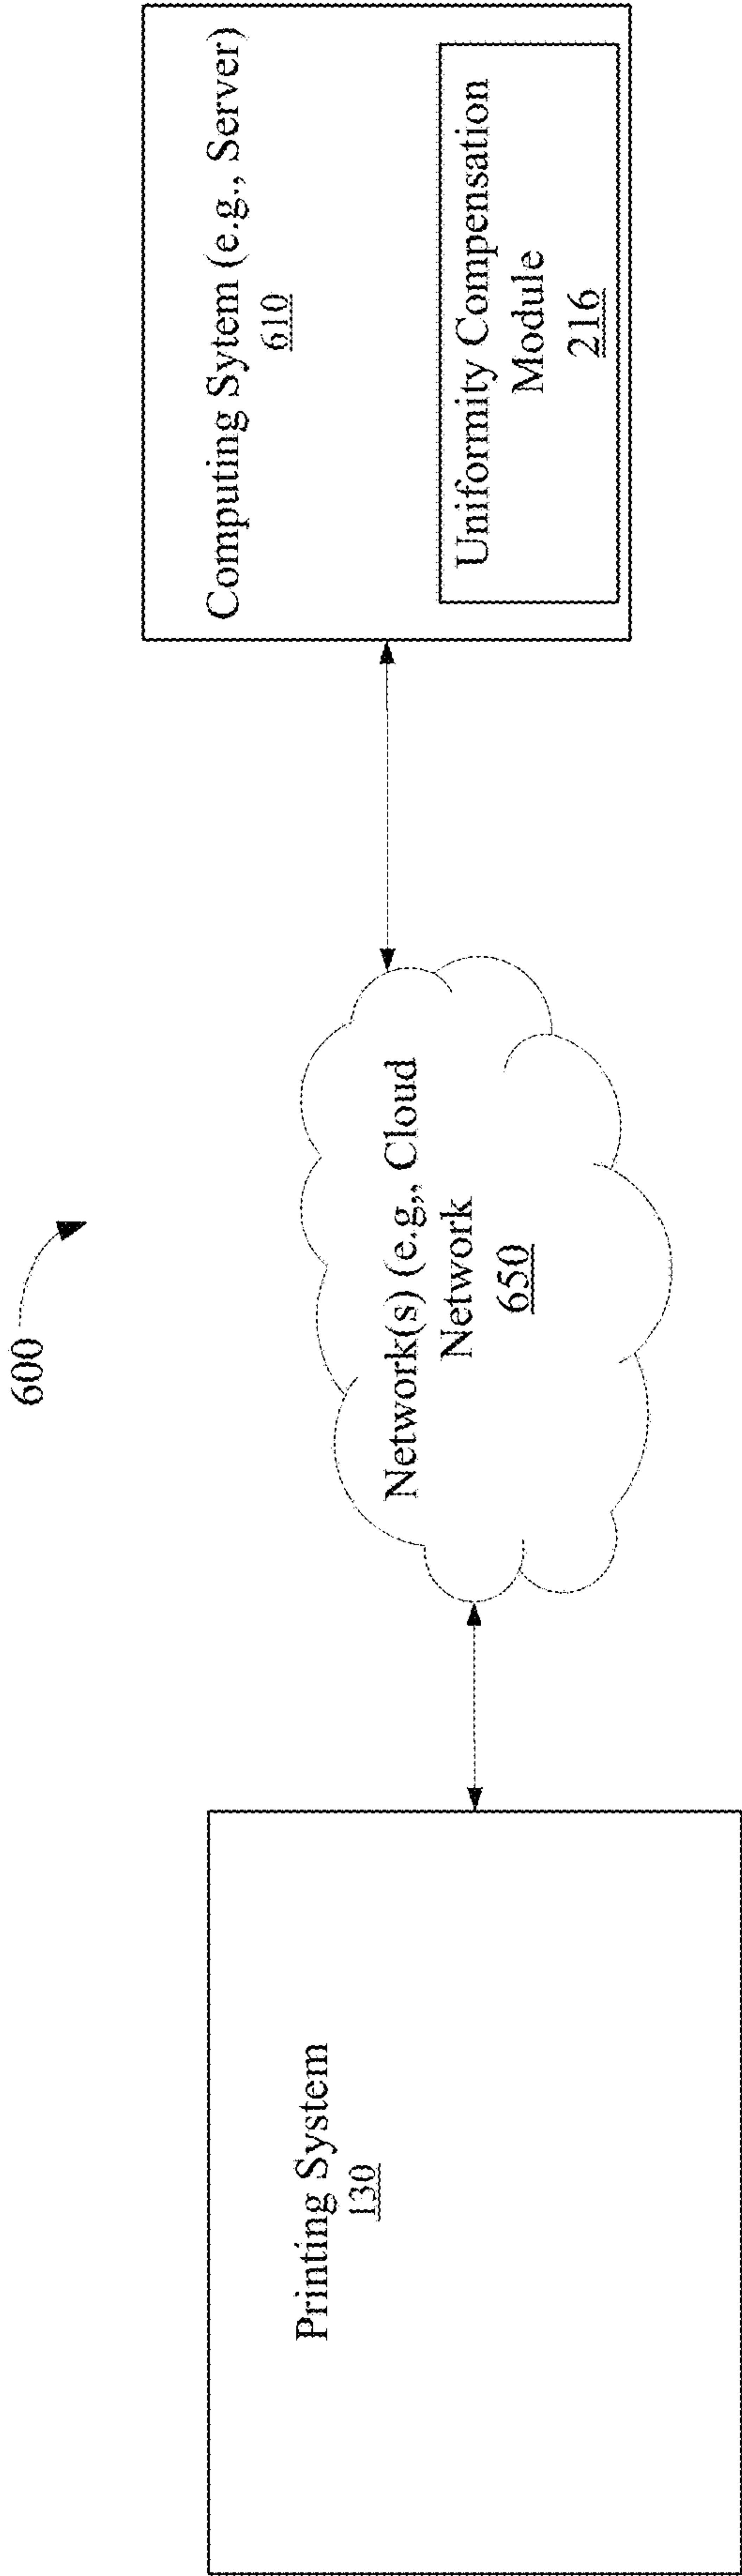 600
Printing System
130
Network(s) (e.g,, Cloud
Network
650
Computing Sytem (e.g., Server)
610
Uniformity Compensation
Module
216